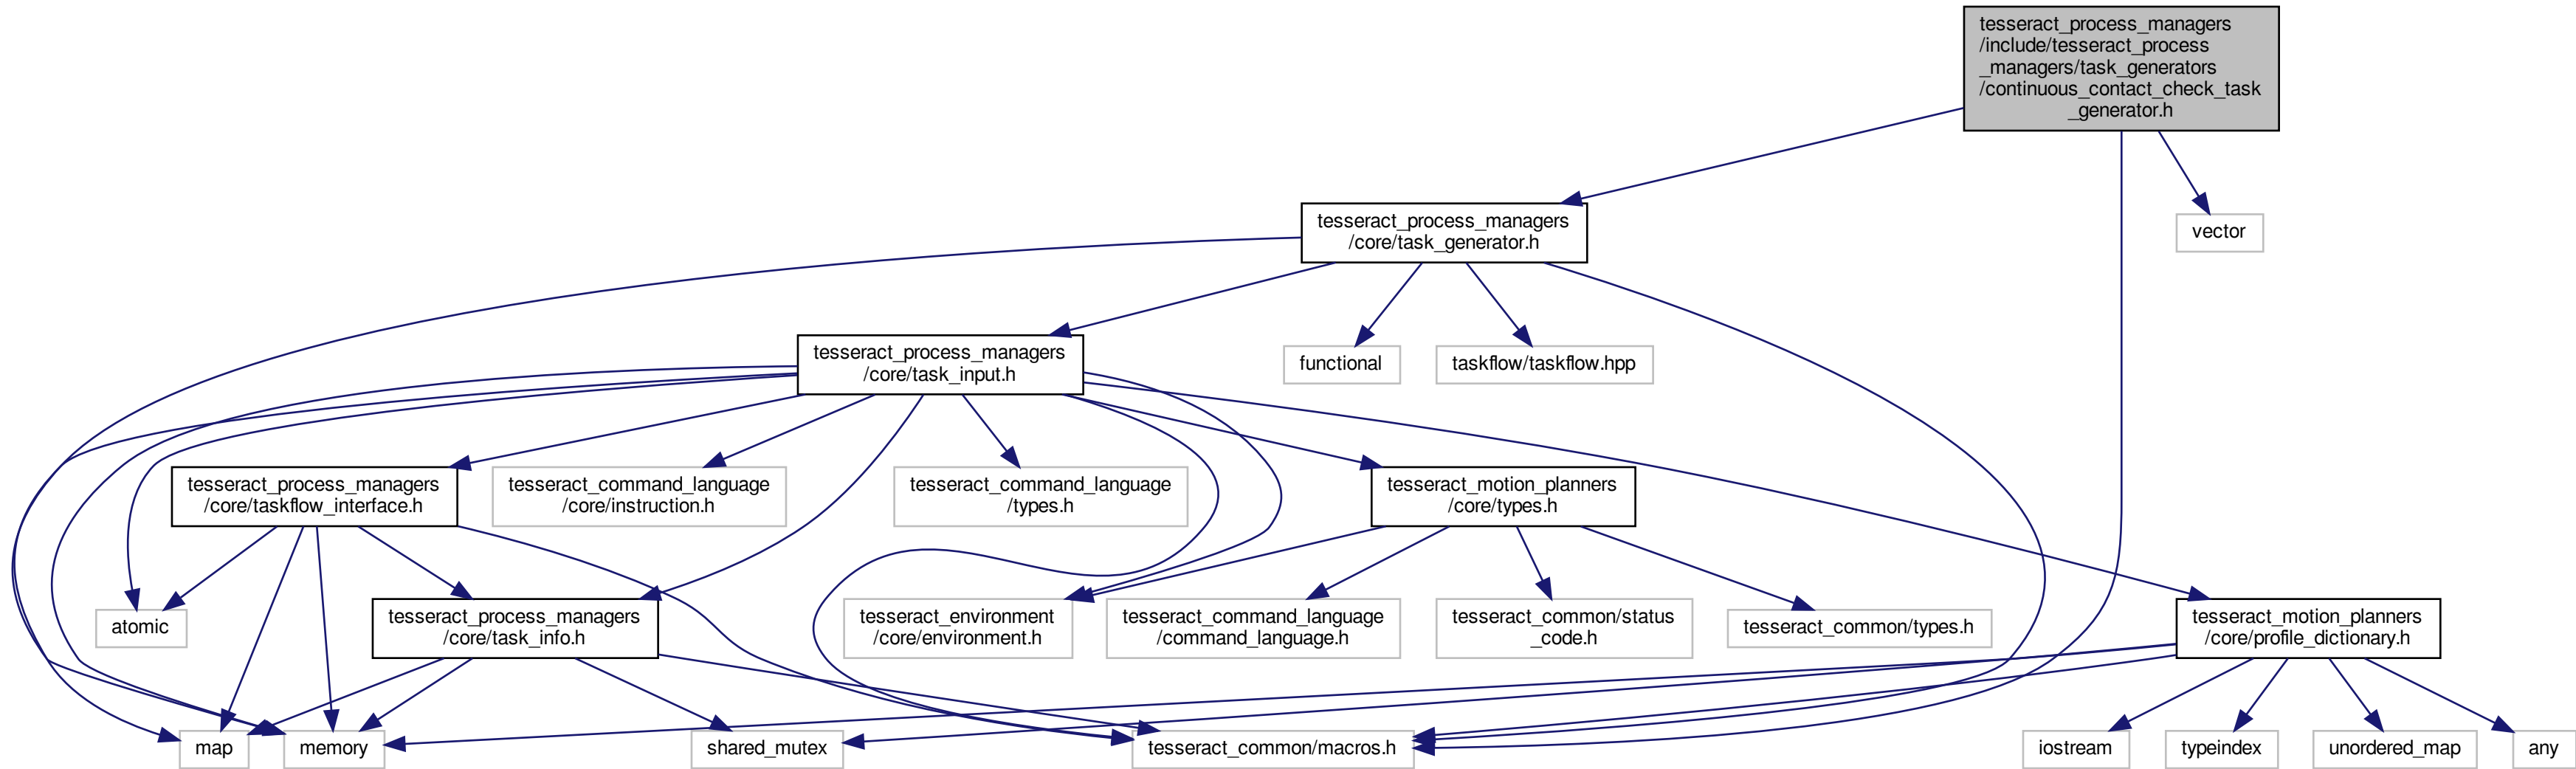 tesseract_process_managers
/include/tesseract_process
_managers/task_generators
/continuous_contact_check_task
_generator.h
tesseract_process_managers
/core/task_generator.h
vector
tesseract_process_managers
/core/task_input.h
functional
taskflow/taskflow.hpp
tesseract_process_managers
/core/taskflow_interface.h
tesseract_command_language
/core/instruction.h
tesseract_command_language
/types.h
tesseract_motion_planners
/core/types.h
atomic
tesseract_process_managers
/core/task_info.h
tesseract_environment
/core/environment.h
tesseract_command_language
/command_language.h
tesseract_common/status
_code.h
tesseract_common/types.h
tesseract_motion_planners
/core/profile_dictionary.h
map
memory
shared_mutex
tesseract_common/macros.h
iostream
typeindex
unordered_map
any